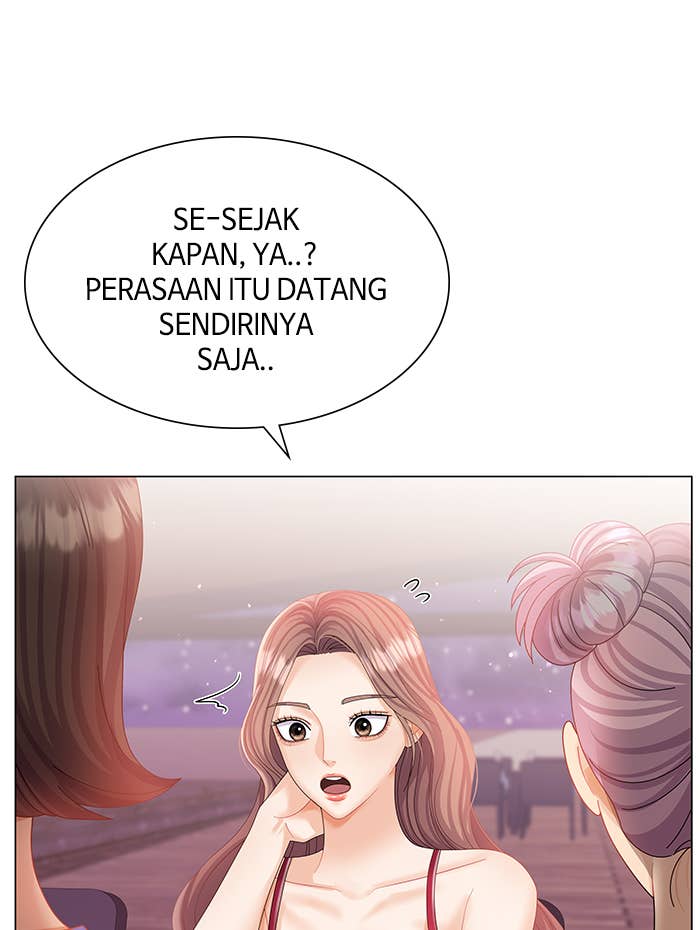 SE-SEJAK
KAPAN, YA..?
PERASAAN ITU DATANG
SENDIRINYA
SAJA..